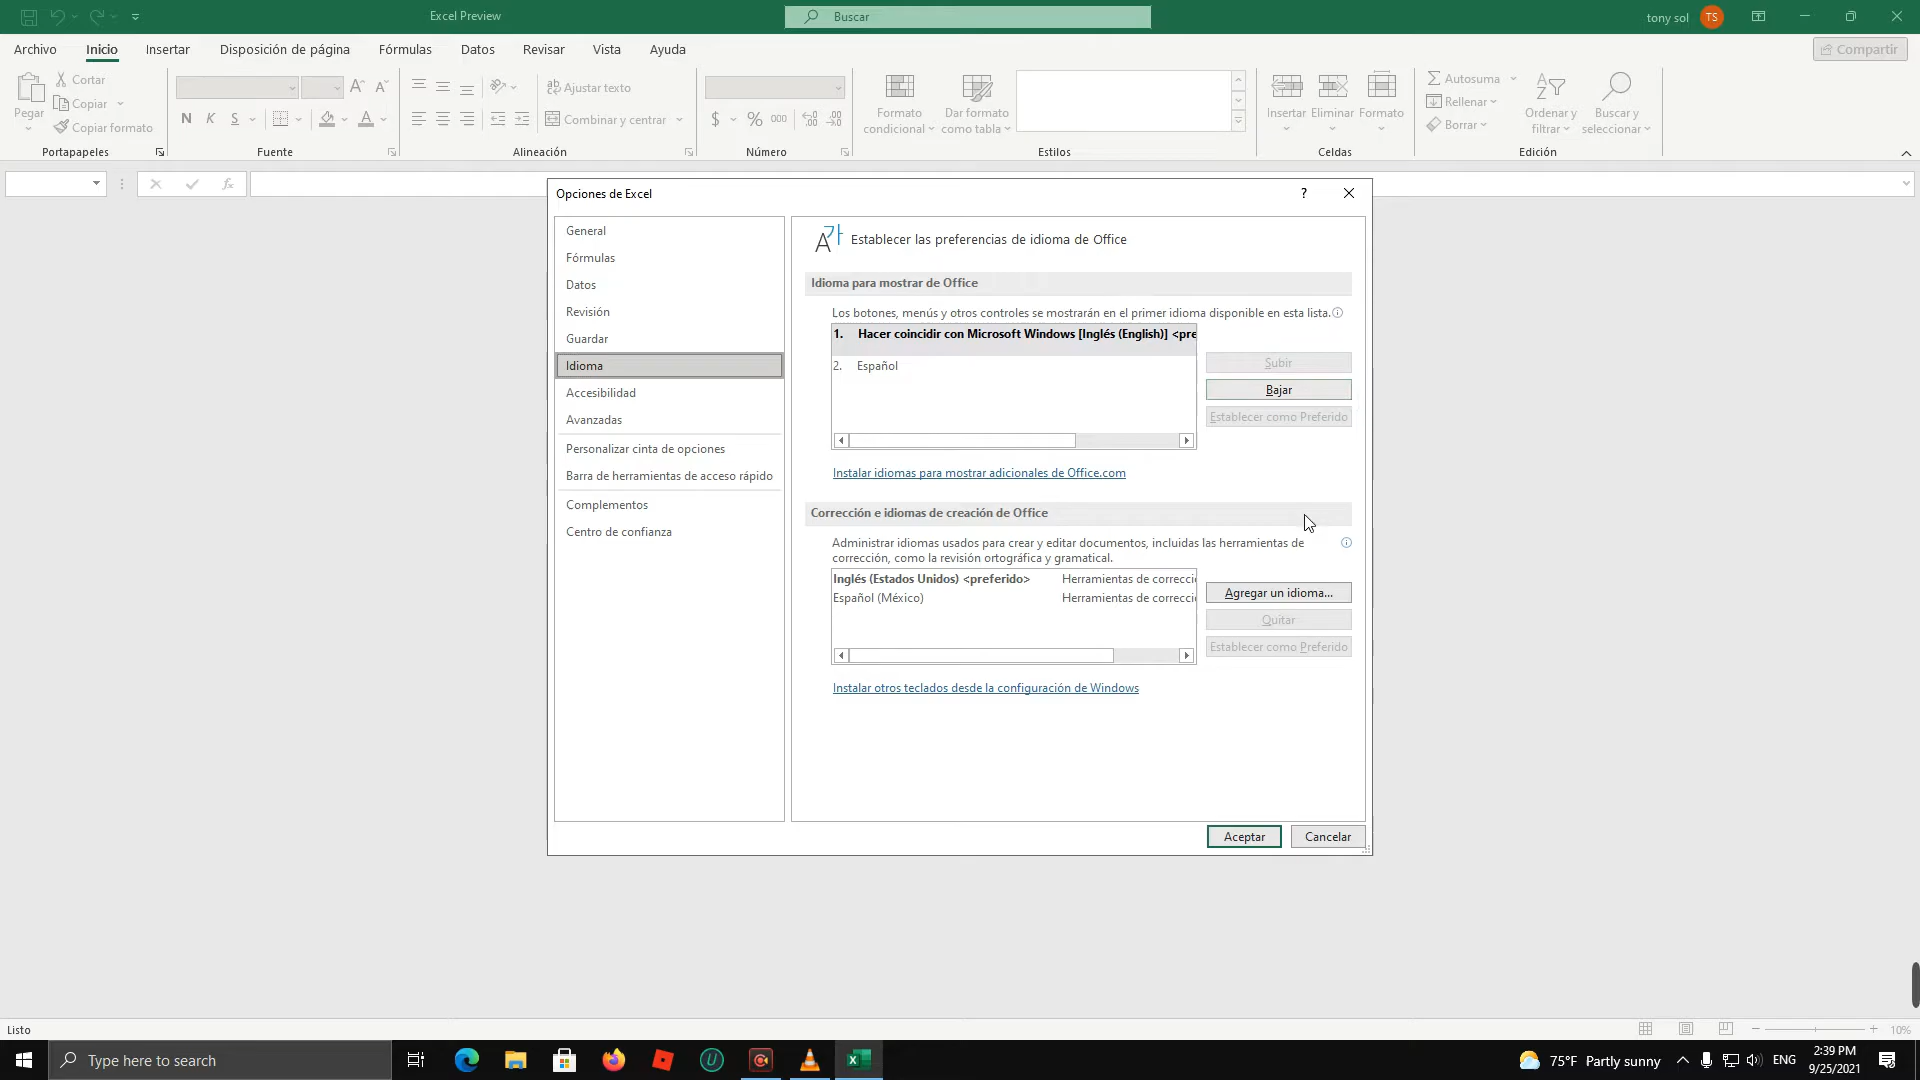 Excel Preview
Buscar
tony sol
TS
Archivo
Inicio
Insertar
Disposición de página
Fórmulas
Datos
Revisar
Vista
Ayuda
Compartir
Pegar
Cortar
Copiar
Copiar formato
Portapapeles
N K S
A A
A
Fuente
Ajustar texto
Combinar y centrar
Alineación
$ % 000
Número
Formato
condicional
Dar formato
como tabla
Estilos
Insertar
Eliminar
Formato
Celdas
Autosuma
Rellenar
Borrar
Ordenar y
filtrar
Buscar y
seleccionar
Edición
fx
Opciones de Excel
?
General
Fórmulas
Datos
Revisión
Guardar
Idioma
Accesibilidad
Avanzadas
Personalizar cinta de opciones
Barra de herramientas de acceso rápido
Complementos
Centro de confianza
Establecer las preferencias de idioma de Office
Idioma para mostrar de Office
Los botones, menús y otros controles se mostrarán en el primer idioma disponible en esta lista.
1. Hacer coincidir con Microsoft Windows [Inglés (English)] <pre
2. Español
Subir
Bajar
Establecer como Preferido
Instalar idiomas para mostrar adicionales de Office.com
Corrección e idiomas de creación de Office
Administrar idiomas usados para crear y editar documentos, incluidas las herramientas de
corrección, como la revisión ortográfica y gramatical.
Inglés (Estados Unidos) <preferido> Herramientas de correcci
Español (México) Herramientas de correcci
Agregar un idioma...
Quitar
Establecer como Preferido
Instalar otros teclados desde la configuración de Windows
Aceptar
Cancelar
Listo
10%
Type here to search
75°F Partly sunny
ENG
2:39 PM
9/25/2021